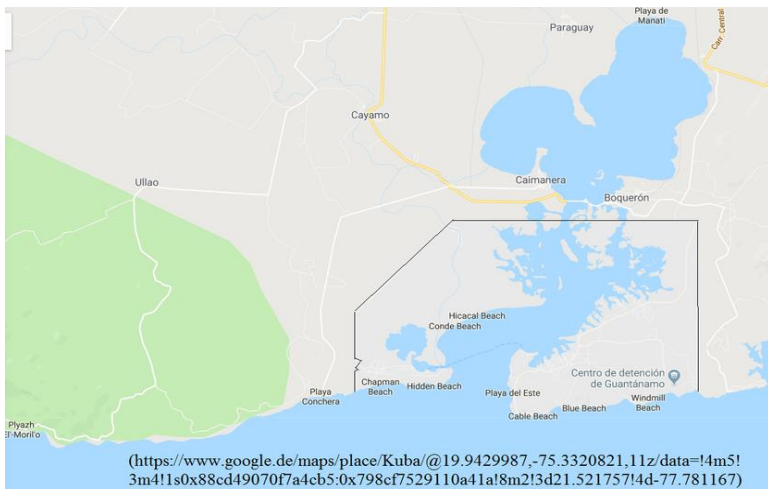 Playa de
Manati
Paraguay
Carr. Central
Cayamo
Ullao
Caimanera
Boquerón
Hicacal Beach
Conde Beach
Centro de detención
de Guantánamo
Chapman
Beach
Hidden Beach
Playa
Conchera
Playa del Este
Windmill
Beach
Blue Beach
Cable Beach
Plyazh
El-Moril'o
(https://www.google.de/maps/place/Kuba/@19.9429987,-75.3320821,11z/data=!4m5!
3m4!1s0x88cd49070f7a4cb5:0x798cf7529110a41a!8m2!3d21.521757!4d-77.781167)